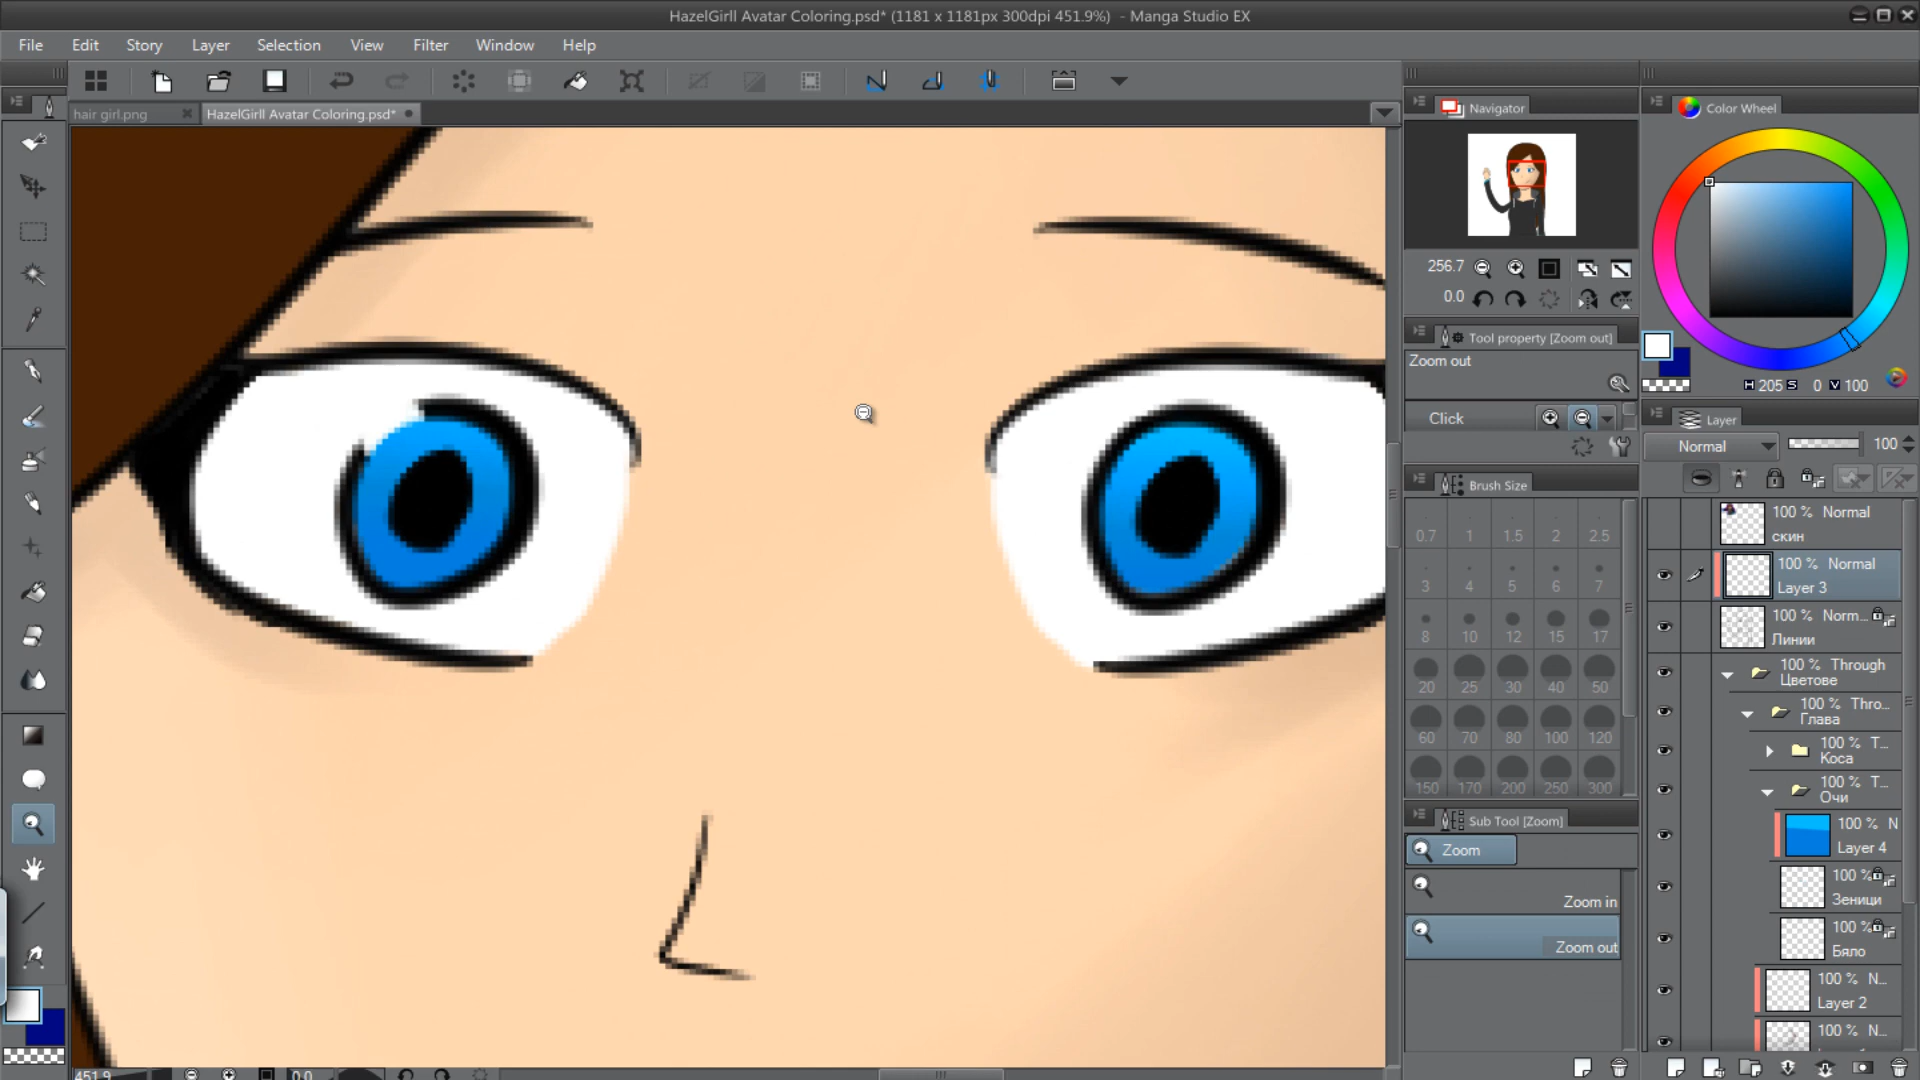 HazelGirll Avatar Coloring.psd* (1181 x 1181px 300dpi 451.9%) - Manga Studio EX
File Edit Story Layer Selection View Filter Window Help
hair girl.png
HazelGirll Avatar Coloring.psd*
Navigator
256.7
0.0
Tool property [Zoom out]
Zoom out
Click
Brush Size
0.7 1 1.5 2 2.5
3 4 5 6 7
8 10 12 15 17
20 25 30 40 50
60 70 80 100 120
150 170 200 250 300
Sub Tool [Zoom]
Zoom
Zoom in
Zoom out
Color Wheel
H 205 S 0 V 100
Layer
Normal 100
100 % Normal
скин
100 % Normal
Layer 3
100 % Norm...
Линии
100 % Through
Цветове
100 % Thro...
Глава
100 % T...
Коса
100 % T...
Очи
100 % N
Layer 4
100 %
Зеници
100 %
Бяло
100 % N...
Layer 2
100 % N...
451.9
0.0